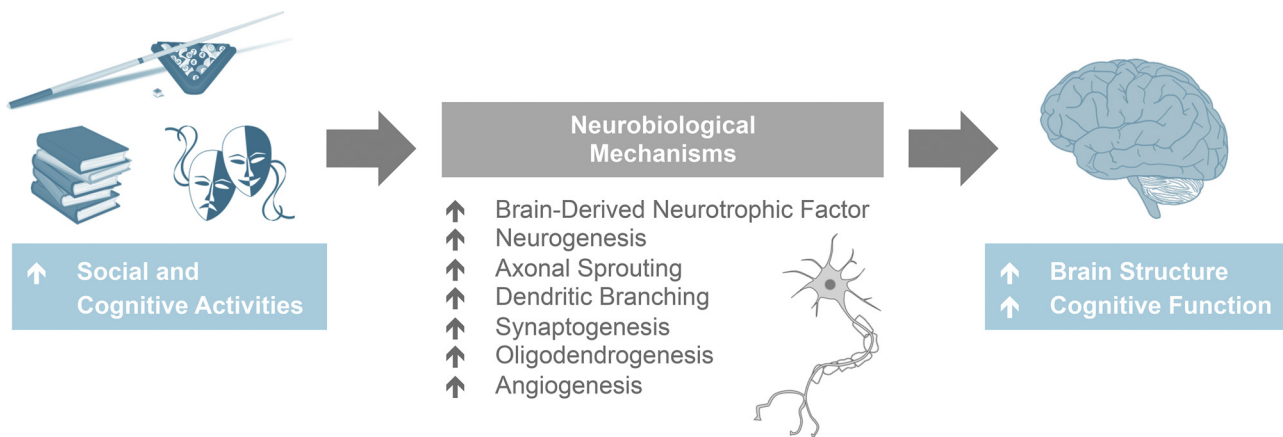 Social and
Cognitive Activities
Neurobiological
Mechanisms
Brain-Derived Neurotrophic Factor
Neurogenesis
Axonal Sprouting
Dendritic Branching
Synaptogenesis
Oligodendrogenesis
Angiogenesis
Brain Structure
Cognitive Function